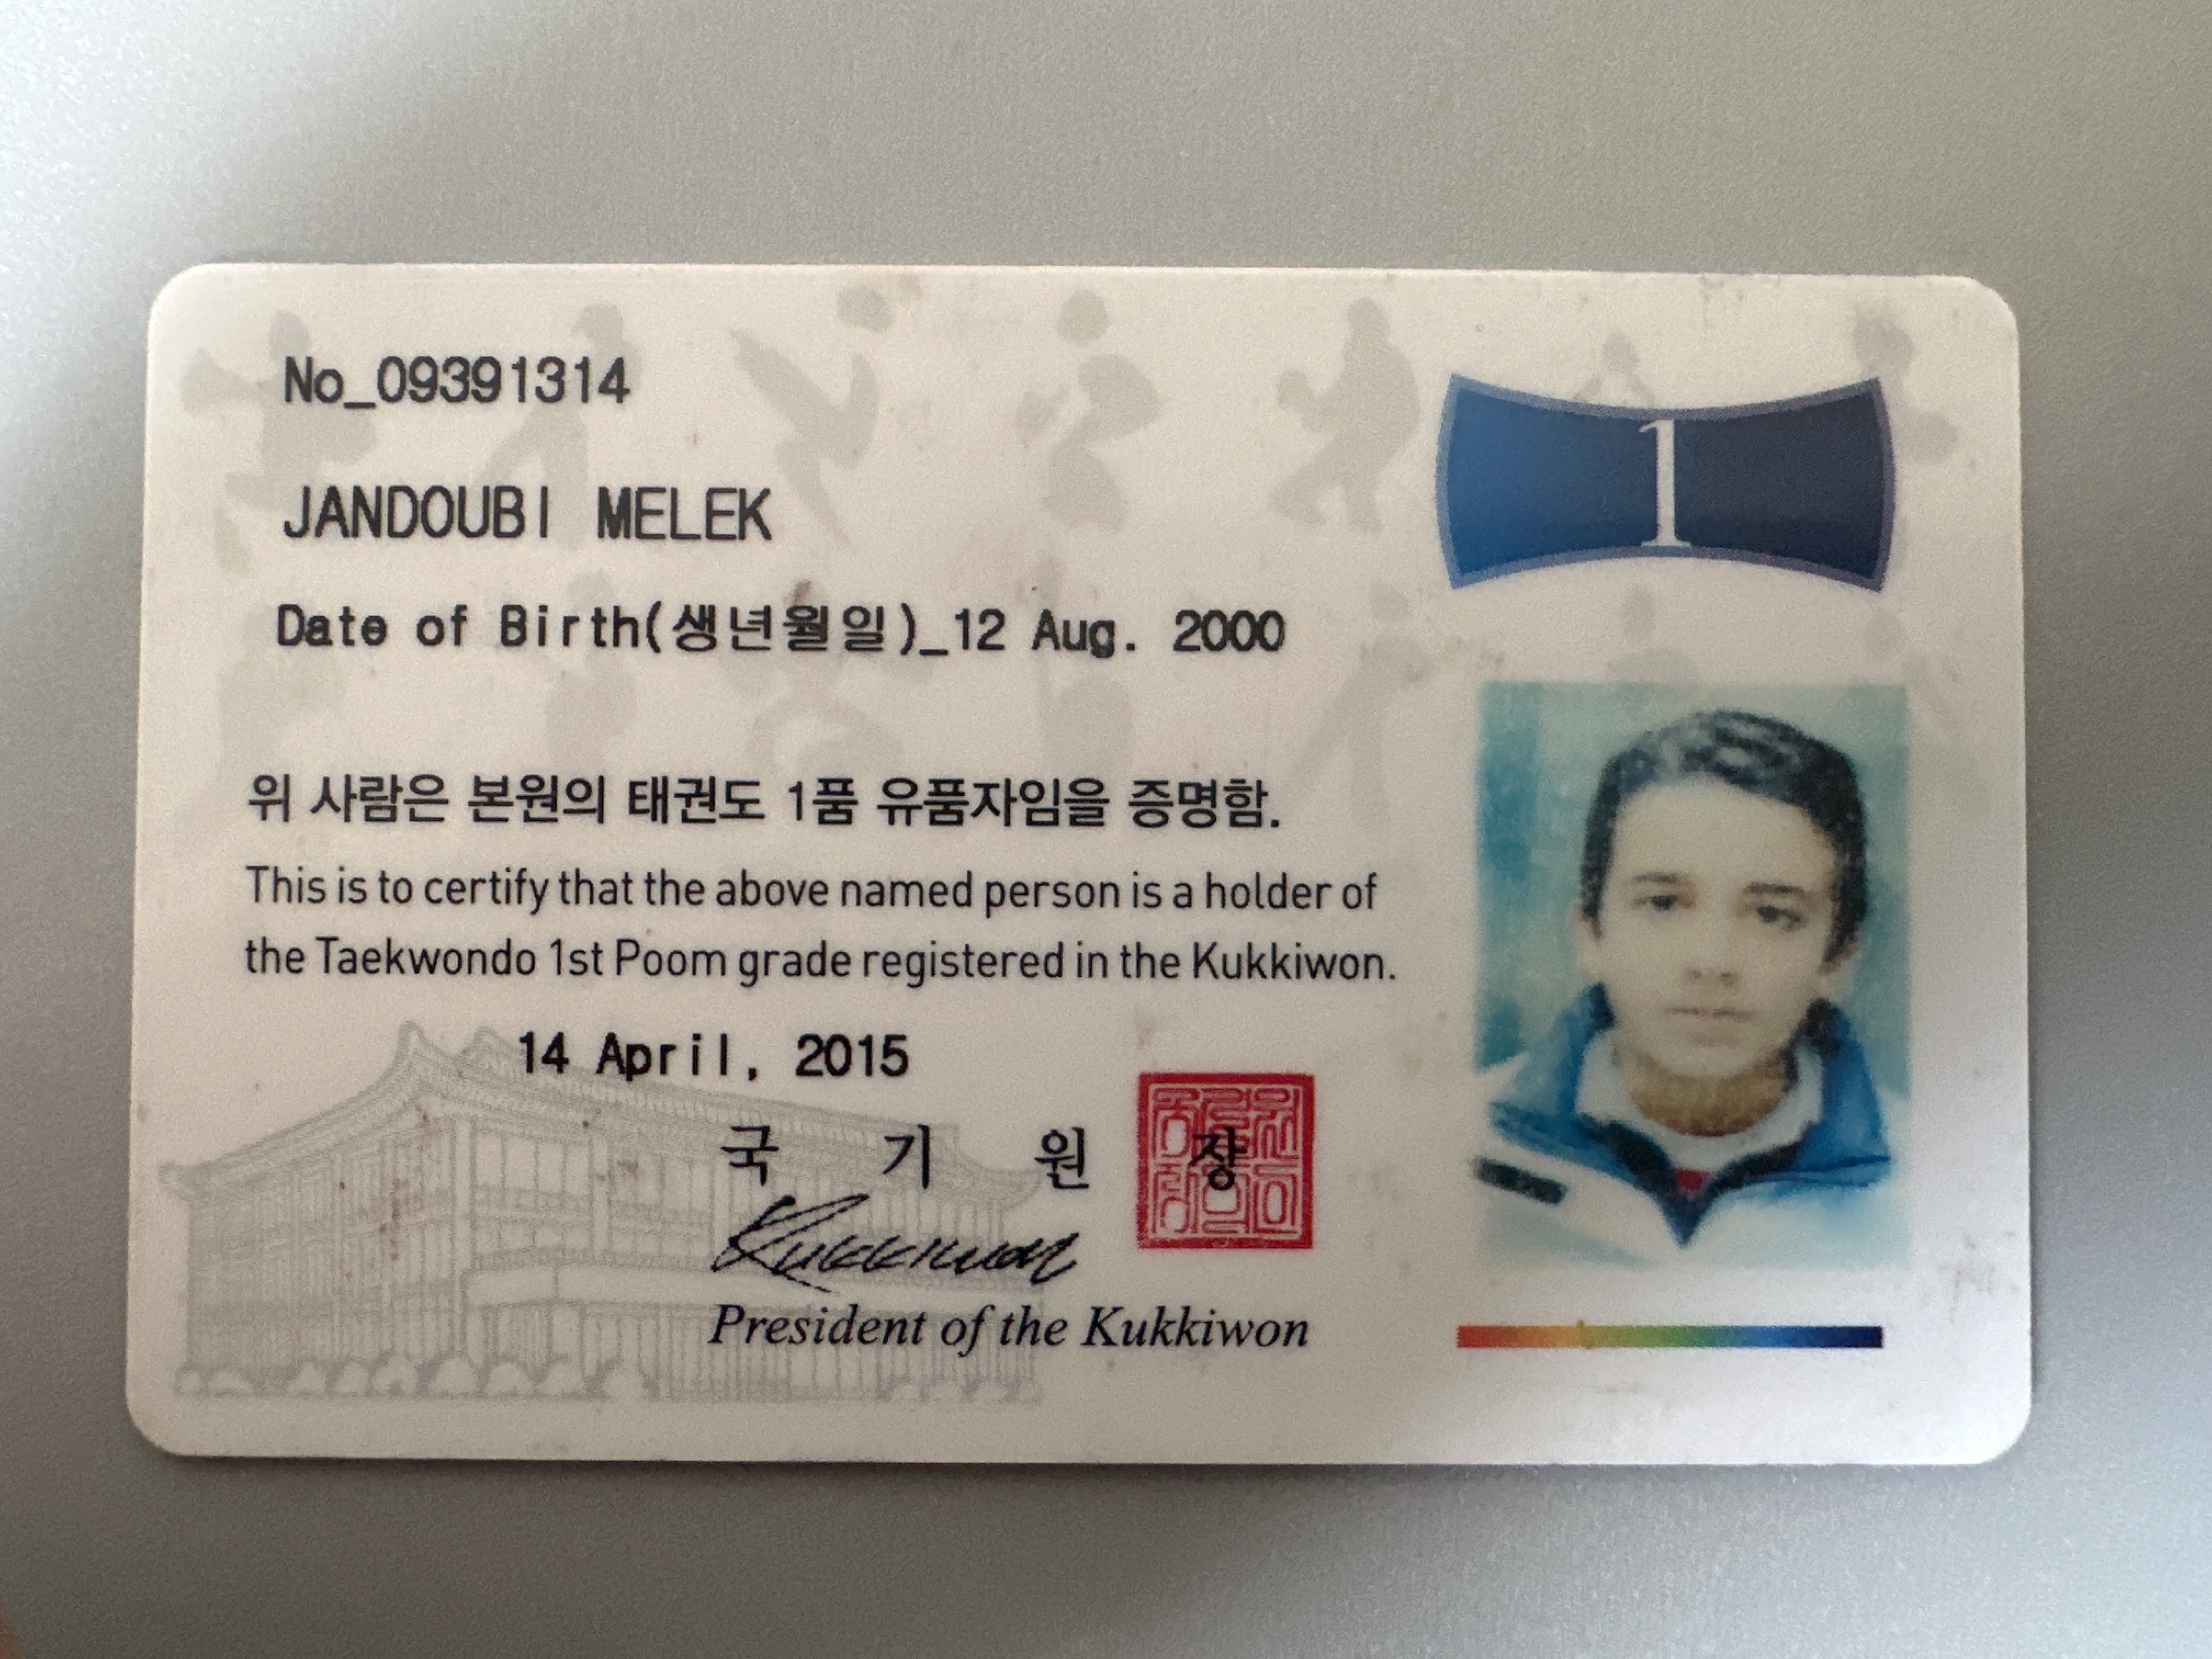 No_09391314
1
JANDOUBI MELEK
Date of Birth(생년월일)_12 Aug. 2000
위 사람은 본원의 태권도 1품 유품자임을 증명함.
This is to certify that the above named person is a holder of
the Taekwondo 1st Poom grade registered in the Kukkiwon.
14 April, 2015
국 기 원 장
Kukkiwon
President of the Kukkiwon